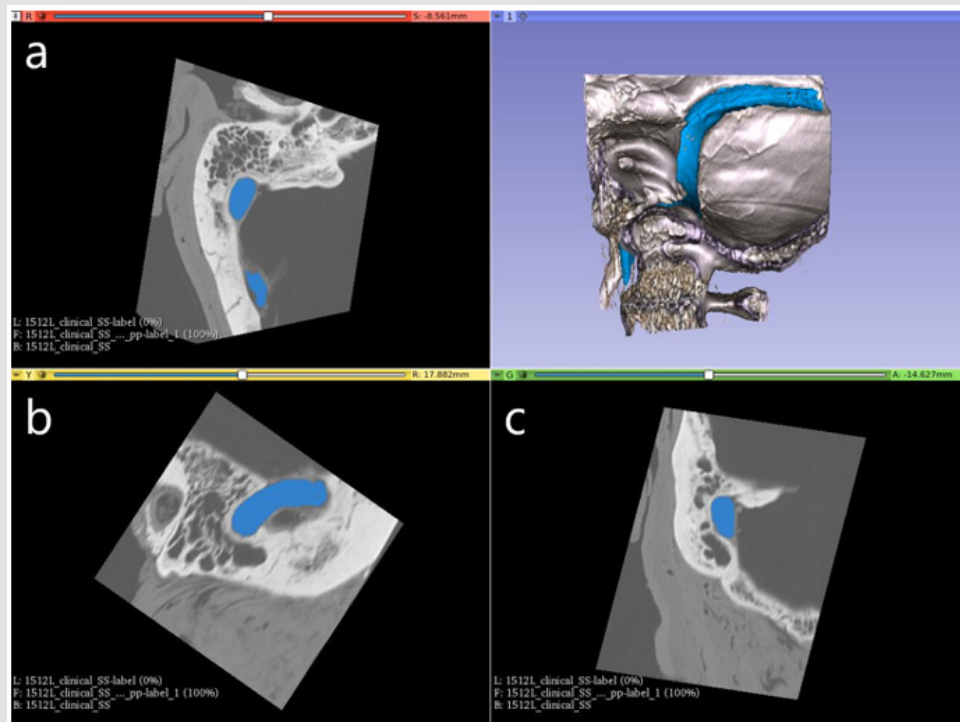 R S: -8.561mm
1
a
L: 1512L_clinical_SS-label (0%)
F: 1512L_clinical_SS_..._pp-label_1 (100%)
B: 1512L_clinical_SS
Y R: 17.882mm
G A: -14.627mm
b
c
L: 1512L_clinical_SS-label (0%)
F: 1512L_clinical_SS_..._pp-label_1 (100%)
B: 1512L_clinical_SS
L: 1512L_clinical_SS-label (0%)
F: 1512L_clinical_SS_..._pp-label_1 (100%)
B: 1512L_clinical_SS